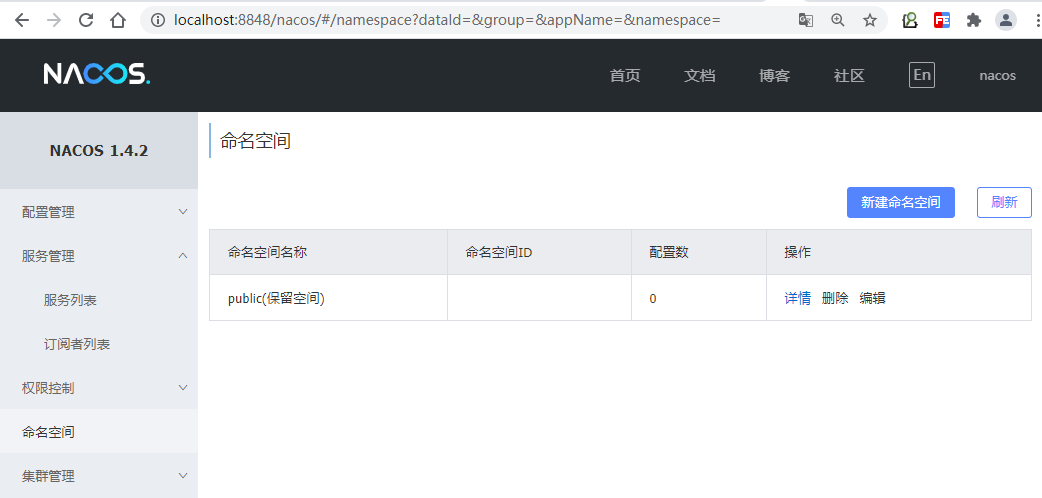 localhost:8848/nacos/#/namespace?dataId=&group=&appName=&namespace=
FE
NACOS.
首页 文档 博客 社区 En nacos
NACOS 1.4.2
配置管理
服务管理
服务列表
订阅者列表
权限控制
命名空间
集群管理
命名空间
新建命名空间 刷新
命名空间名称 命名空间ID 配置数 操作
public(保留空间) 0 详情 删除 编辑